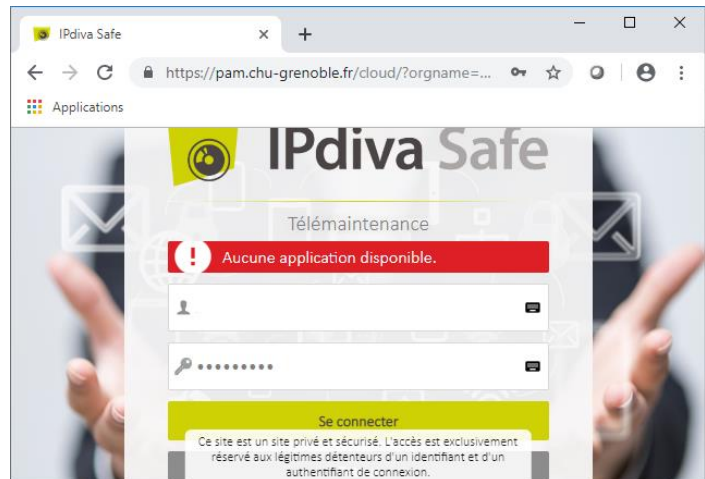 IPdiva Safe
https://pam.chu-grenoble.fr/cloud/?orgname=...
Applications
IPdiva Safe
Télémaintenance
Aucune application disponible.
•••••••••
Se connecter
Ce site est un site privé et sécurisé. L'accès est exclusivement
réservé aux légitimes détenteurs d'un identifiant et d'un
authentifiant de connexion.